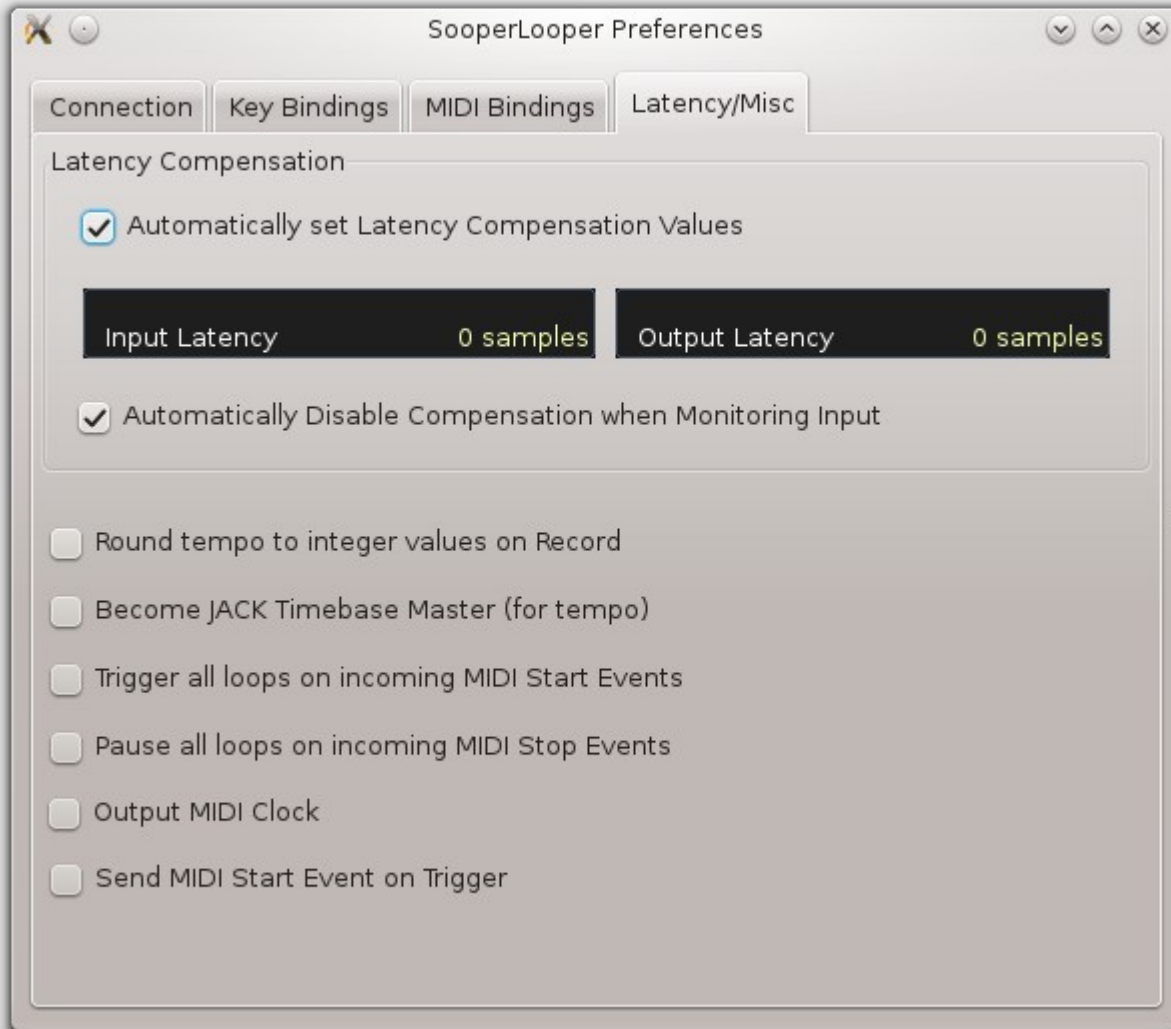 SooperLooper Preferences
Connection Key Bindings MIDI Bindings Latency/Misc
Latency Compensation
Automatically set Latency Compensation Values
Input Latency 0 samples Output Latency 0 samples
Automatically Disable Compensation when Monitoring Input
Round tempo to integer values on Record
Become JACK Timebase Master (for tempo)
Trigger all loops on incoming MIDI Start Events
Pause all loops on incoming MIDI Stop Events
Output MIDI Clock
Send MIDI Start Event on Trigger